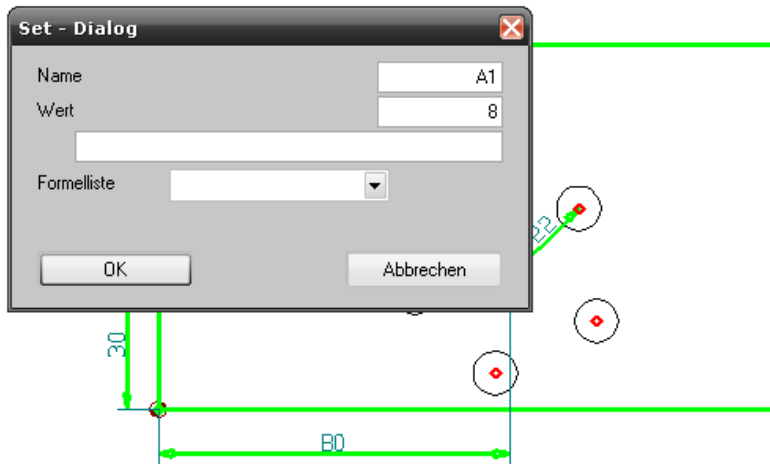 Set - Dialog
Name
A1
Wert
8
Formelliste
OK
Abbrechen
22
30
B0